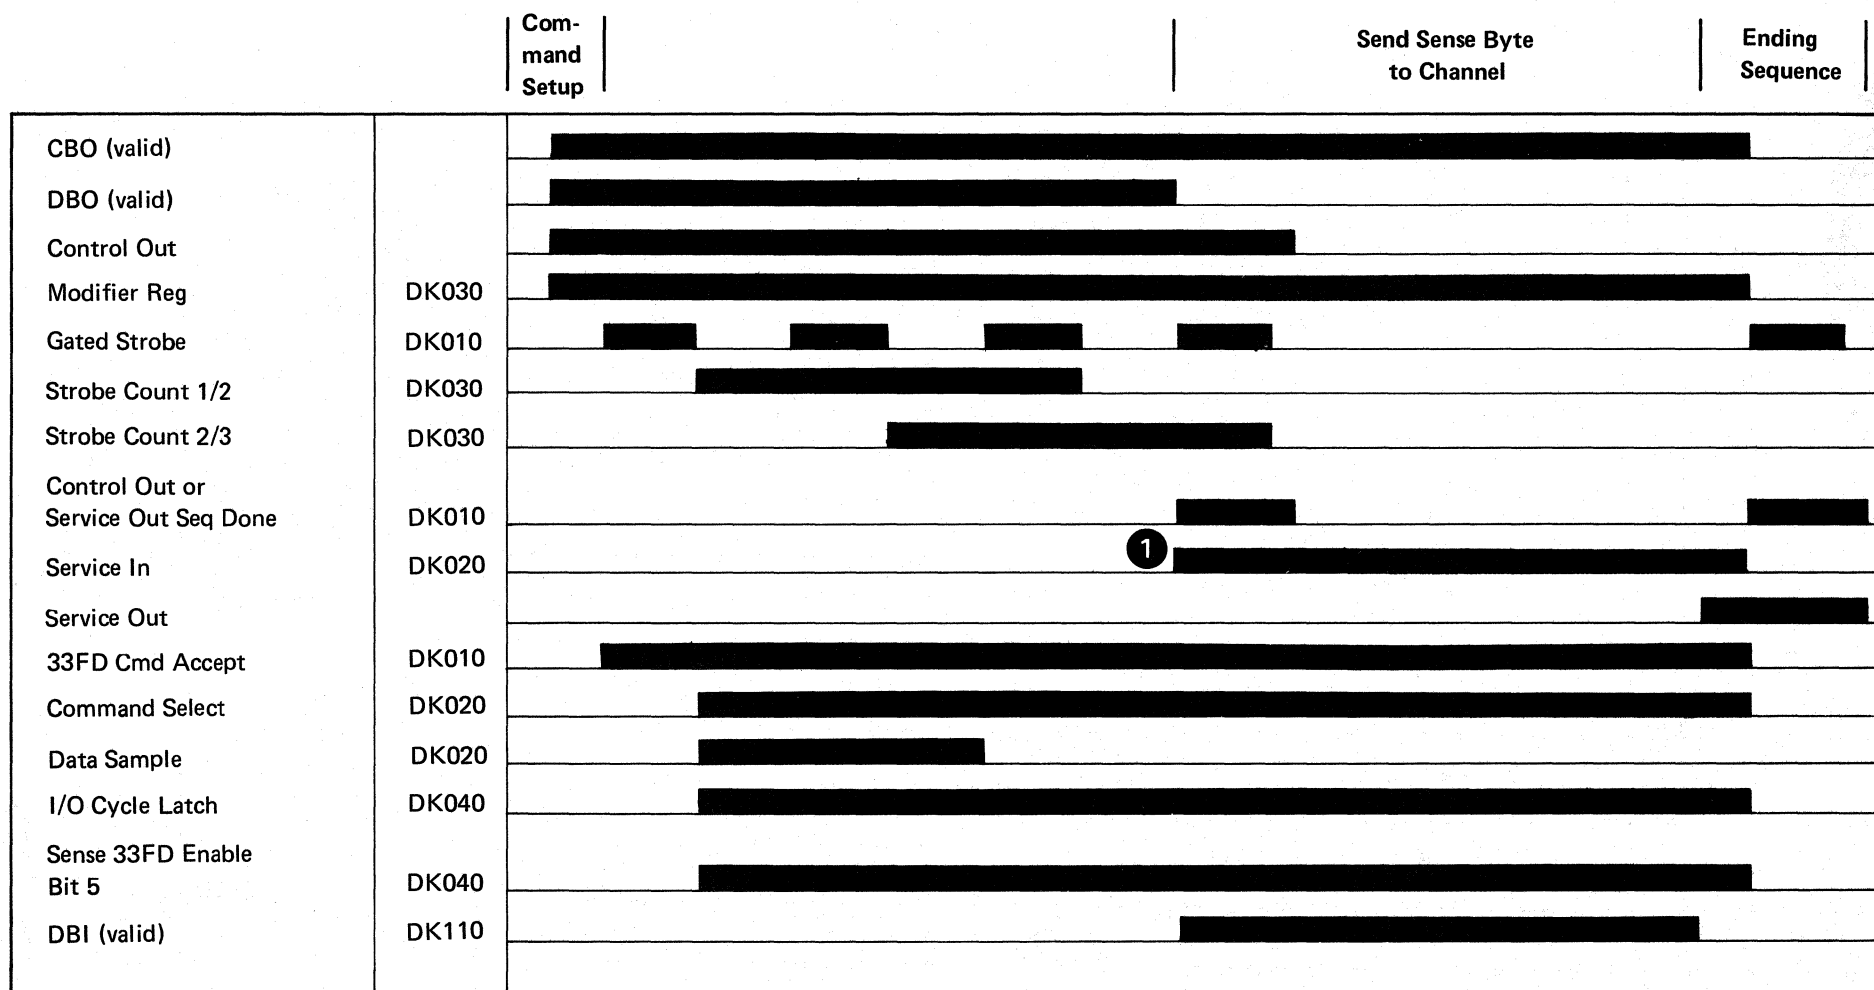 Com-
mand
Setup
Send Sense Byte
to Channel
Ending
Sequence
CBO (valid)
DBO (valid)
Control Out
Modifier Reg DK030
Gated Strobe DK010
Strobe Count 1/2 DK030
Strobe Count 2/3 DK030
Control Out or
Service Out Seq Done DK010
1
Service In DK020
Service Out
33FD Cmd Accept DK010
Command Select DK020
Data Sample DK020
I/O Cycle Latch DK040
Sense 33FD Enable
Bit 5 DK040
DBI (valid) DK110